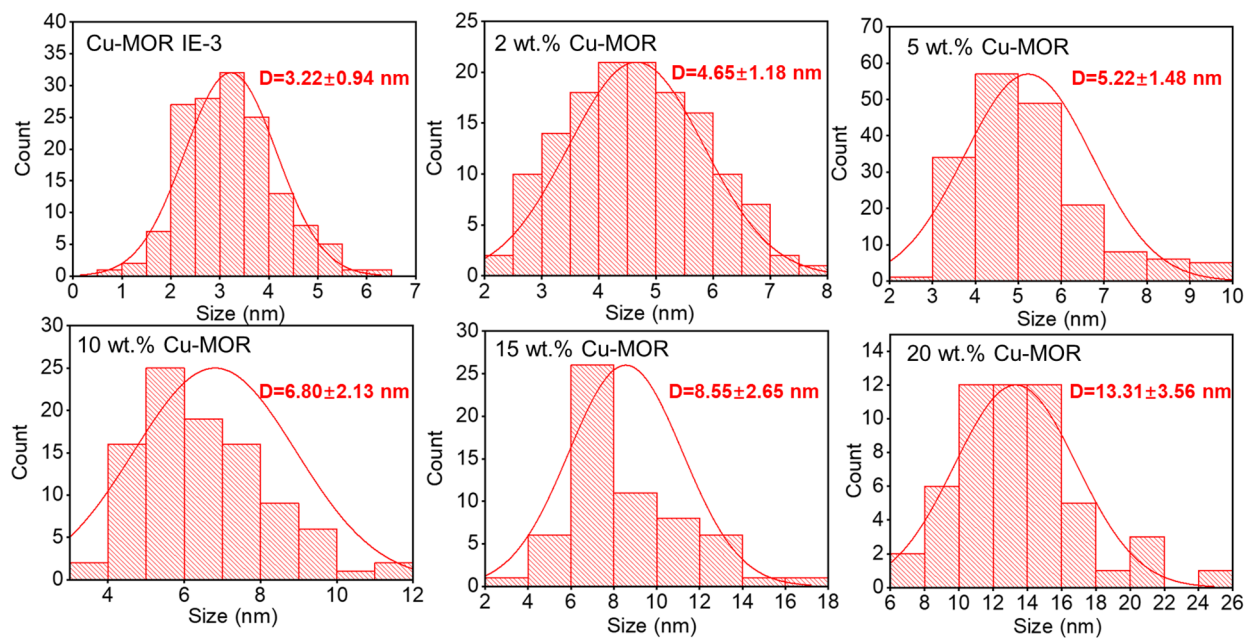 Cu-MOR IE-3
D=3.22±0.94 nm
Count
40
35
30
25
20
15
10
5
0
0 1 2 3 4 5 6 7
Size (nm)
2 wt.% Cu-MOR
D=4.65±1.18 nm
Count
25
20
15
10
5
0
2 3 4 5 6 7 8
Size (nm)
5 wt.% Cu-MOR
D=5.22±1.48 nm
Count
70
60
50
40
30
20
10
0
2 3 4 5 6 7 8 9 10
Size (nm)
10 wt.% Cu-MOR
D=6.80±2.13 nm
Count
30
25
20
15
10
5
0
4 6 8 10 12
Size (nm)
15 wt.% Cu-MOR
D=8.55±2.65 nm
Count
30
25
20
15
10
5
0
2 4 6 8 10 12 14 16 18
Size (nm)
20 wt.% Cu-MOR
D=13.31±3.56 nm
Count
14
12
10
8
6
4
2
0
6 8 10 12 14 16 18 20 22 24 26
Size (nm)